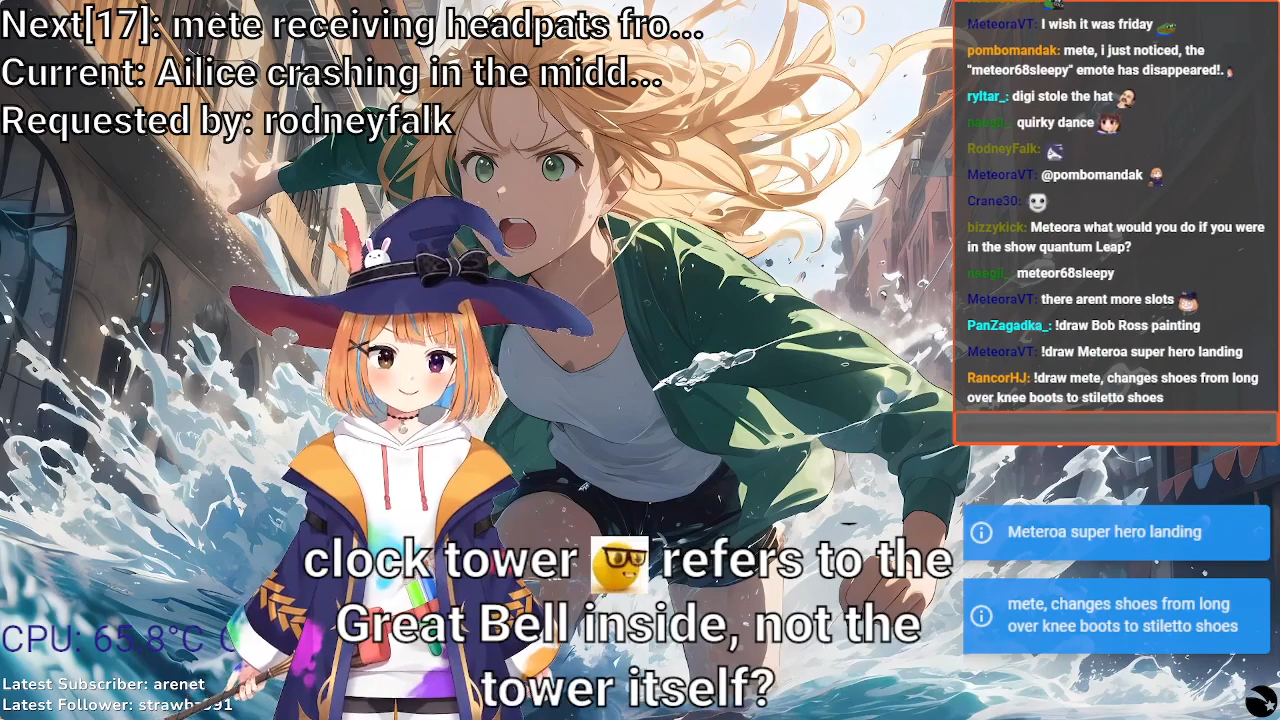 Next[17]: mete receiving headpats fro...
Current: Ailice crashing in the midd...
Requested by: rodneyfalk
MeteoraVT: I wish it was friday
pombomandak: mete, i just noticed, the
"meteor68sleepy" emote has disappeared!.
ryltar_: digi stole the hat
quirky dance
RodneyFalk:
MeteoraVT: @pombomandak
Crane30:
bizzykick: Meteora what would you do if you were
in the show quantum Leap?
meteor68sleepy
MeteoraVT: there arent more slots
PanZagadka_: !draw Bob Ross painting
MeteoraVT: !draw Meteroa super hero landing
RancorHJ: !draw mete, changes shoes from long
over knee boots to stiletto shoes
Meteroa super hero landing
mete, changes shoes from long
over knee boots to stiletto shoes
clock tower refers to the
Great Bell inside, not the
tower itself?
CPU: 65.8°C
Latest Subscriber: arenet
Latest Follower: